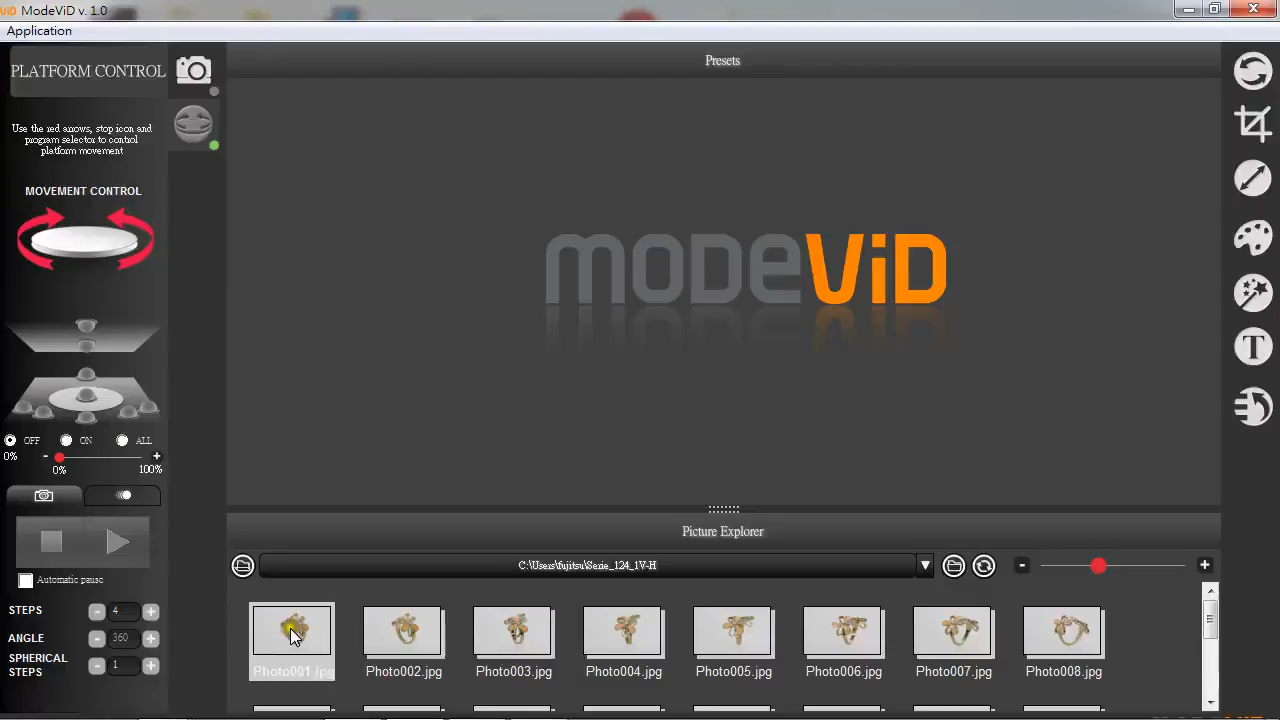 ModeViD v. 1.0
Application
PLATFORM CONTROL
Use the red arrows, stop icon and
program selector to control
platform movement
MOVEMENT CONTROL
OFF
ON
ALL
0%
-
+
0%
100%
Automatic pause
STEPS
-
4
+
ANGLE
-
360
+
SPHERICAL
STEPS
-
1
+
Presets
modeViD
Picture Explorer
C:\Users\fujitsu\Serie_124_1V-H
-
+
Photo001.jpg
Photo002.jpg
Photo003.jpg
Photo004.jpg
Photo005.jpg
Photo006.jpg
Photo007.jpg
Photo008.jpg
T